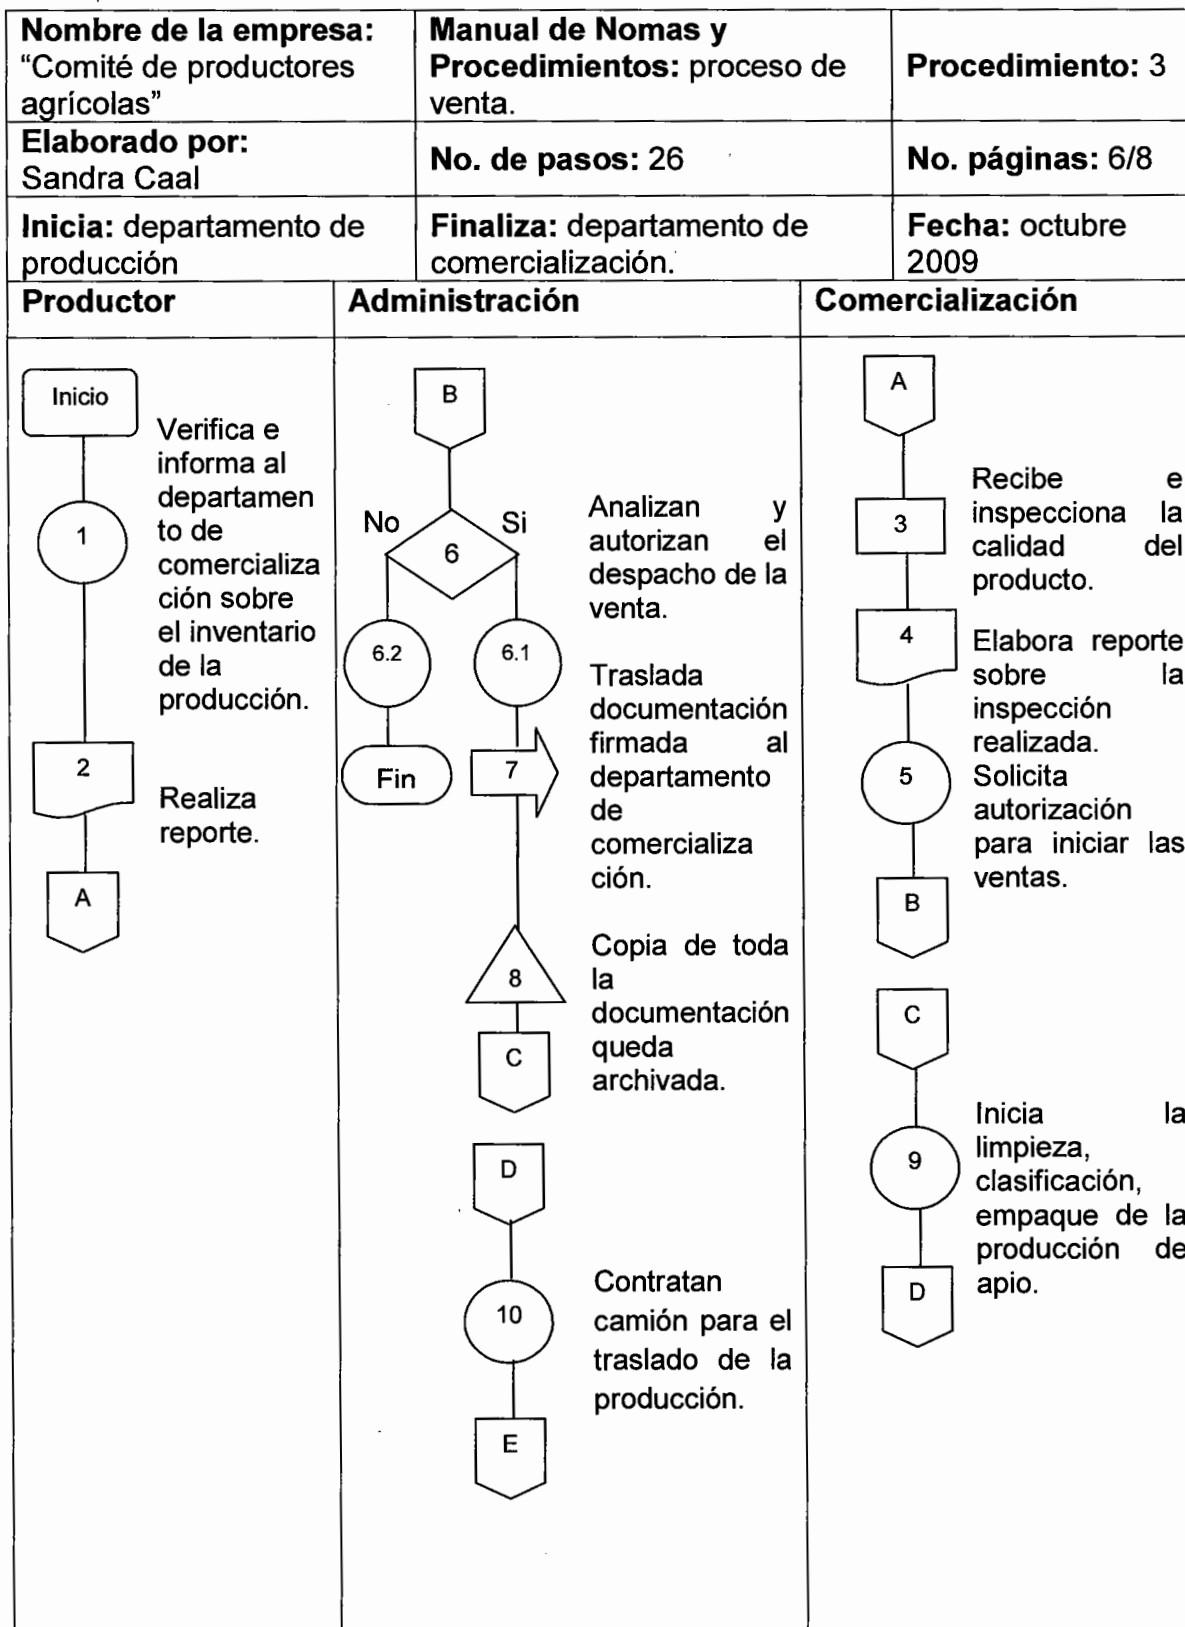 Nombre de la empresa:
“Comité de productores
agrícolas”
Manual de Nomas y
Procedimientos: proceso de
venta.
Procedimiento: 3
Elaborado por:
Sandra Caal
No. de pasos: 26
No. páginas: 6/8
Inicia: departamento de
producción
Finaliza: departamento de
comercialización.
Fecha: octubre
2009
Productor
Administración
Comercialización
Inicio
1
Verifica e
informa al
departamen
to de
comercializa
ción sobre
el inventario
de la
producción.
2
Realiza
reporte.
A
B
No
Si
6
Analizan y
autorizan el
despacho de la
venta.
6.2
6.1
Fin
7
Traslada
documentación
firmada al
departamento
de
comercializa
ción.
8
Copia de toda
la
documentación
queda
archivada.
C
D
10
Contratan
camión para el
traslado de la
producción.
E
A
3
Recibe e
inspecciona la
calidad del
producto.
4
Elabora reporte
sobre la
inspección
realizada.
5
Solicita
autorización
para iniciar las
ventas.
B
C
9
Inicia la
limpieza,
clasificación,
empaque de la
producción de
apio.
D